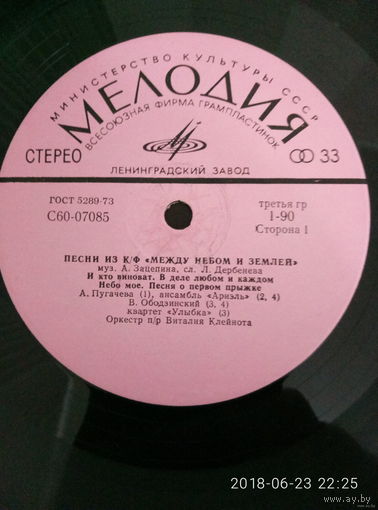 МИНИСТЕРСТВО КУЛЬТУРЫ СССР
МЕЛОДИЯ
ВСЕСОЮЗНАЯ ФИРМА ГРАМПЛАСТИНОК
СТЕРЕО
33
ЛЕНИНГРАДСКИЙ ЗАВОД
ГОСТ 5289-73
С60-07085
третья гр
1-90
Сторона 1
ПЕСНИ ИЗ К/Ф «МЕЖДУ НЕБОМ И ЗЕМЛЕЙ»
муз. А. Зацепина, сл. Л. Дербенева
И кто виноват. В деле любом и каждом
Небо мое. Песня о первом прыжке
А. Пугачева (1), ансамбль «Ариэль» (2, 4)
В. Ободзинский (3, 4)
квартет «Улыбка» (3)
Оркестр п/р Виталия Клейнота
2018-06-23 22:25
www.ay.by